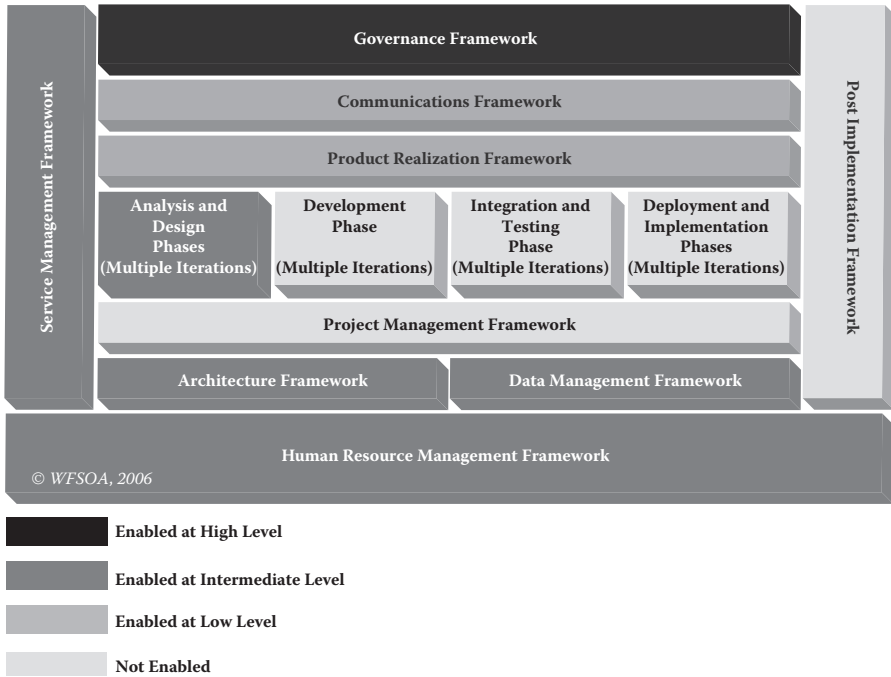 Governance Framework
Service Management Framework
Post Implementation Framework
Communications Framework
Product Realization Framework
Analysis and
Design
Phases
(Multiple Iterations)
Development
Phase
(Multiple Iterations)
Integration and
Testing
Phase
(Multiple Iterations)
Deployment and
Implementation
Phases
(Multiple Iterations)
Project Management Framework
Architecture Framework
Data Management Framework
Human Resource Management Framework
© WFSOA, 2006
Enabled at High Level
Enabled at Intermediate Level
Enabled at Low Level
Not Enabled